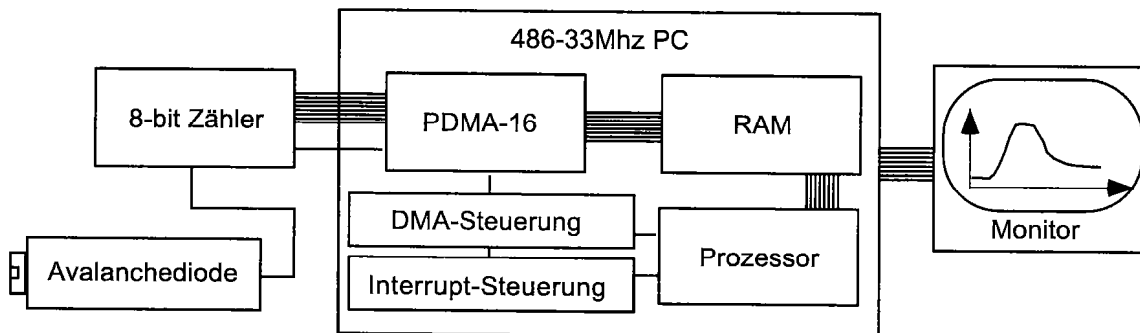 486-33Mhz PC
8-bit Zähler
PDMA-16
RAM
DMA-Steuerung
Monitor
Avalanchediode
Interrupt-Steuerung
Prozessor